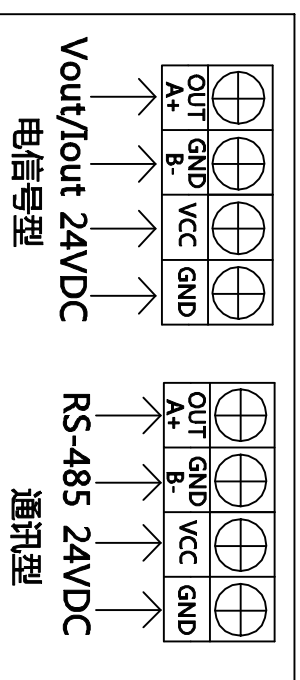 OUT A+
GND B-
VCC
GND
Vout/Iout 24VDC
电信号型
OUT A+
GND B-
VCC
GND
RS-485 24VDC
通讯型